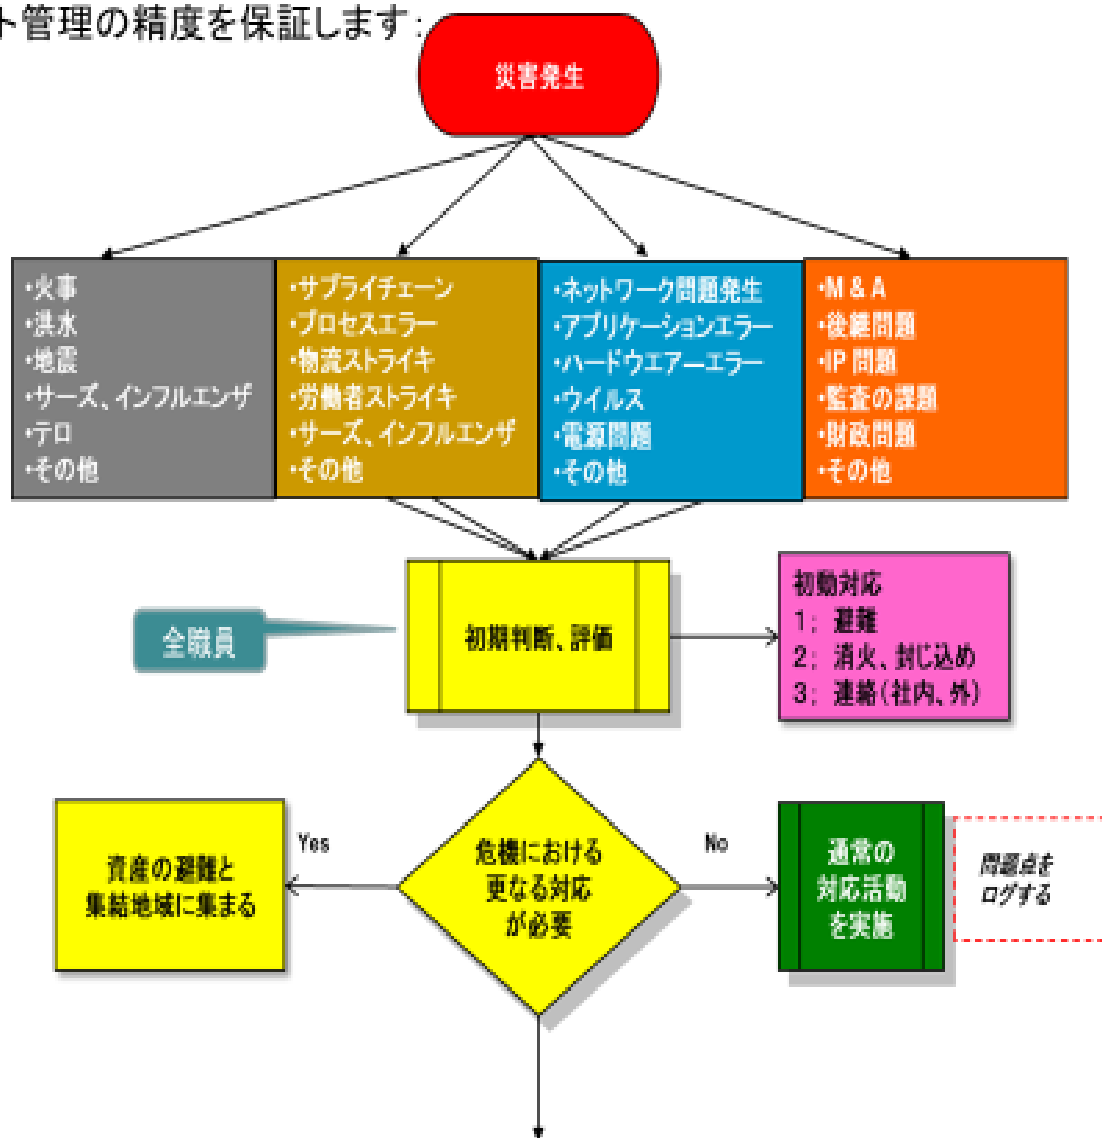 ト管理の精度を保証します:
災害発生
・火事
・洪水
・地震
・サーズ、インフルエンザ
・テロ
・その他
・サプライチェーン
・プロセスエラー
・物流ストライキ
・労働者ストライキ
・サーズ、インフルエンザ
・その他
・ネットワーク問題発生
・アプリケーションエラー
・ハードウエアーエラー
・ウイルス
・電源問題
・その他
・M & A
・後継問題
・IP 問題
・監査の課題
・財政問題
・その他
全職員
初期判断、評価
初動対応
1; 避難
2; 消火、封じ込め
3; 連絡(社内、外)
資産の避難と
集結地域に集まる
Yes
危機における
更なる対応
が必要
No
通常の
対応活動
を実施
問題点を
ログする